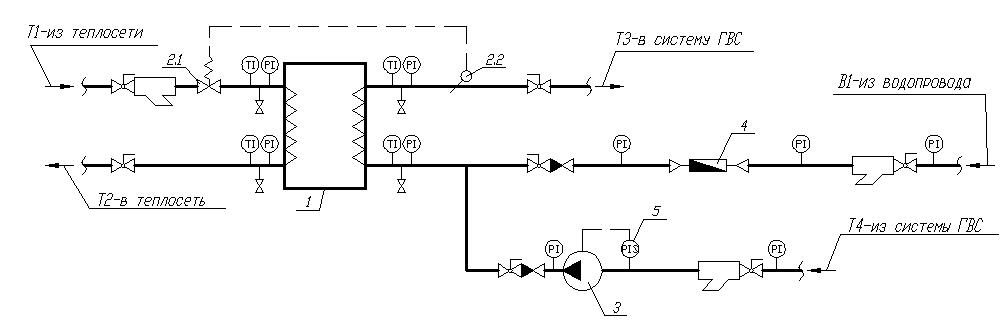 Т1-из теплосети
Т3-в систему ГВС
2.1
2.2
TI PI
TI PI
В1-из водопровода
4
TI PI
TI PI
PI
PI
PI
Т2-в теплосеть
1
5
Т4-из системы ГВС
PI
PIS
PI
3